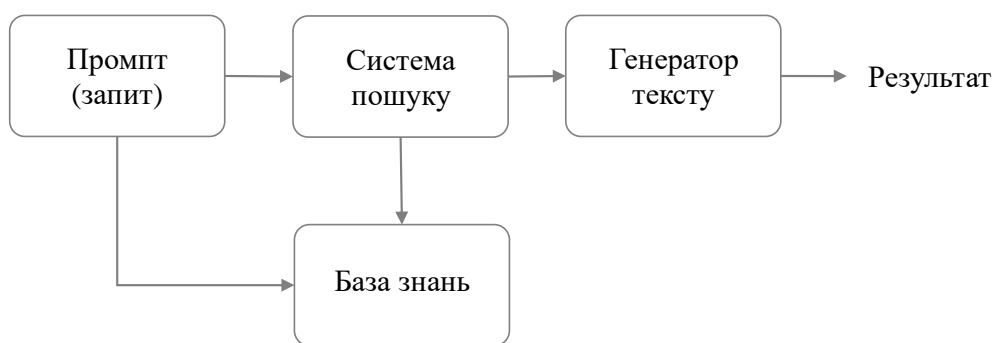 Промпт
(запит)
Система
пошуку
Генератор
тексту
Результат
База знань